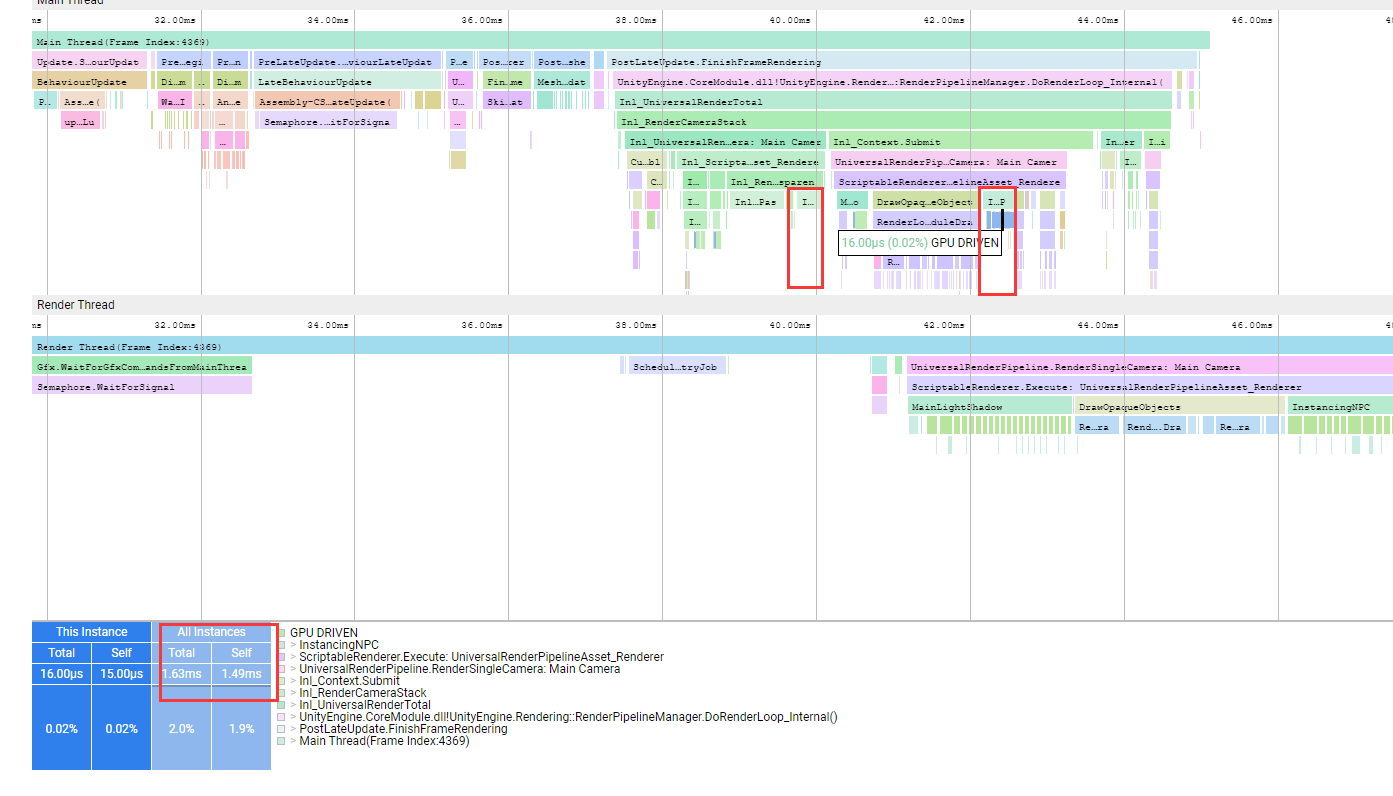 Main Thread
ms 32.00ms 34.00ms 36.00ms 38.00ms 40.00ms 42.00ms 44.00ms 46.00ms 48
Main Thread(Frame Index:4369)
Update.S…ourUpdat Pre…egi Pr…n PreLateUpdate.…viourLateUpdat P…e Pos…rer Post…she PostLateUpdate.FinishFrameRendering
BehaviourUpdate Di…m … Di…m LateBehaviourUpdate U… Fin…me Mesh…dat UnityEngine.CoreModule.dll!UnityEngine.Render…::RenderPipelineManager.DoRenderLoop_Internal(
P… Ass…e( Wa…I … An…e Assembly-CS…ateUpdate( U… Ski…at Inl_UniversalRenderTotal
up…Lu … Semaphore.…itForSigna … Inl_RenderCameraStack
… Inl_UniversalRen…era: Main Camer Inl_Context.Submit In…er I…i
Cu…bl Inl_Scripta…set_Rendere UniversalRenderPip…Camera: Main Camer I…
C… I… Inl_Ren…sparen ScriptableRenderer…elineAsset_Rendere
I… Inl…Pas I… M…o DrawOpaq…eObject I…P
I… RenderLo…duleDra
16.00μs (0.02%) GPU DRIVEN
R…
Render Thread
ms 32.00ms 34.00ms 36.00ms 38.00ms 40.00ms 42.00ms 44.00ms 46.00ms 48
Render Thread(Frame Index:4369)
Gfx.WaitForGfxCom…andsFromMainThrea Schedul…tryJob UniversalRenderPipeline.RenderSingleCamera: Main Camera
Semaphore.WaitForSignal ScriptableRenderer.Execute: UniversalRenderPipelineAsset_Renderer
MainLightShadow DrawOpaqueObjects InstancingNPC
Re…ra Rend….Dra Re…ra
This Instance All Instances GPU DRIVEN
Total Self Total Self > InstancingNPC
> ScriptableRenderer.Execute: UniversalRenderPipelineAsset_Renderer
16.00μs 15.00μs 1.63ms 1.49ms > UniversalRenderPipeline.RenderSingleCamera: Main Camera
> Inl_Context.Submit
> Inl_RenderCameraStack
> Inl_UniversalRenderTotal
> UnityEngine.CoreModule.dll!UnityEngine.Rendering::RenderPipelineManager.DoRenderLoop_Internal()
0.02% 0.02% 2.0% 1.9% > PostLateUpdate.FinishFrameRendering
> Main Thread(Frame Index:4369)